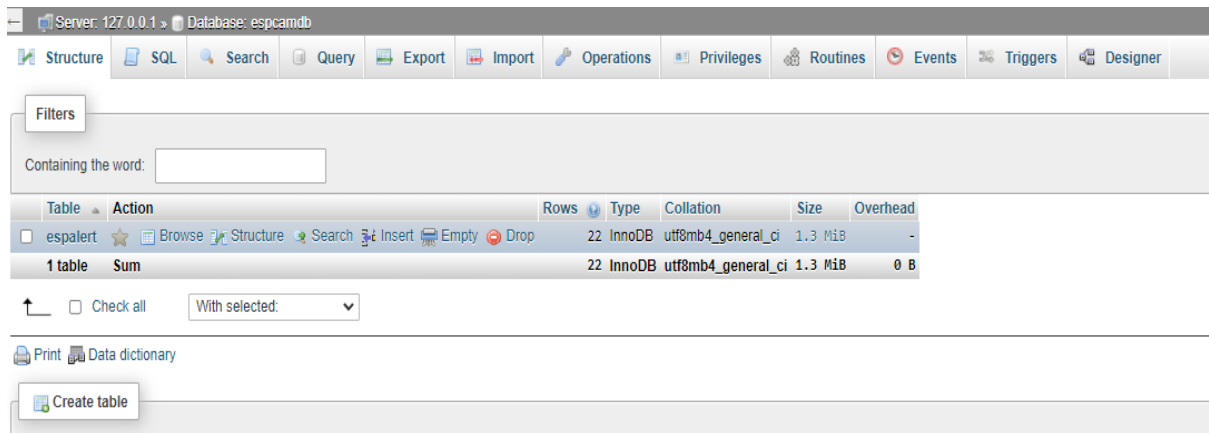 Server: 127.0.0.1 » Database: espcamdb
Structure SQL Search Query Export Import Operations Privileges Routines Events Triggers Designer
Filters
Containing the word:
Table Action Rows Type Collation Size Overhead
espalert Browse Structure Search Insert Empty Drop 22 InnoDB utf8mb4_general_ci 1.3 MiB -
1 table Sum 22 InnoDB utf8mb4_general_ci 1.3 MiB 0 B
Check all With selected:
Print Data dictionary
Create table